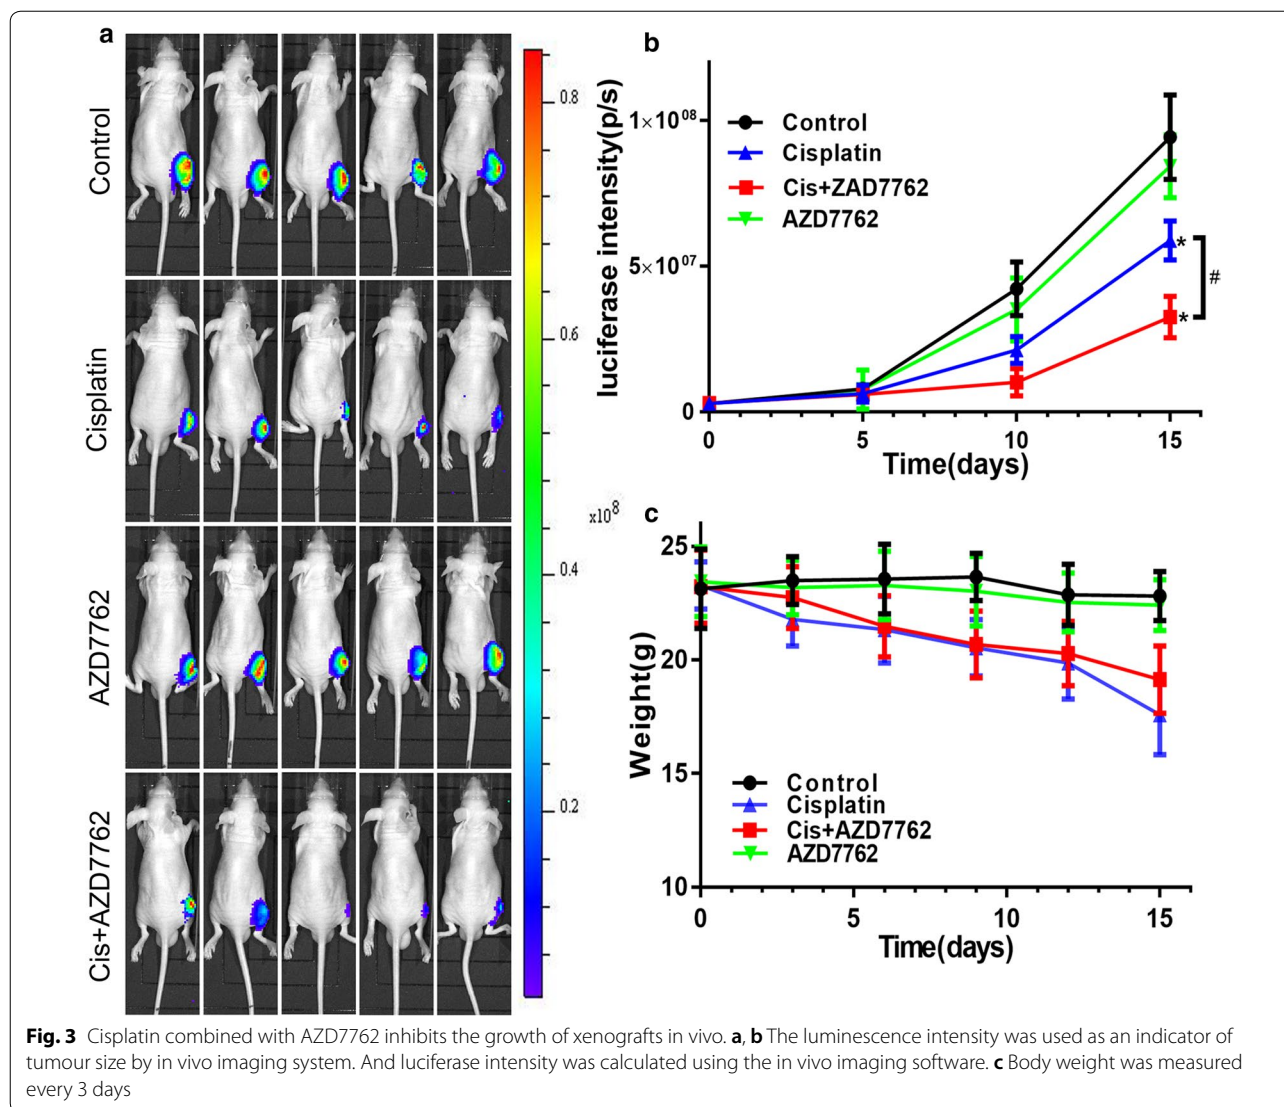 a
Control
Cisplatin
AZD7762
Cis+AZD7762
0.8
0.6
x10⁸
0.4
0.2
b
luciferase intensity(p/s)
1×10⁰⁸
5×10⁰⁷
0
Control
Cisplatin
Cis+ZAD7762
AZD7762
*
*
#
0 5 10 15
Time(days)
c
Weight(g)
25
20
15
10
Control
Cisplatin
Cis+AZD7762
AZD7762
0 5 10 15
Time(days)
Fig. 3 Cisplatin combined with AZD7762 inhibits the growth of xenografts in vivo. a, b The luminescence intensity was used as an indicator of
tumour size by in vivo imaging system. And luciferase intensity was calculated using the in vivo imaging software. c Body weight was measured
every 3 days